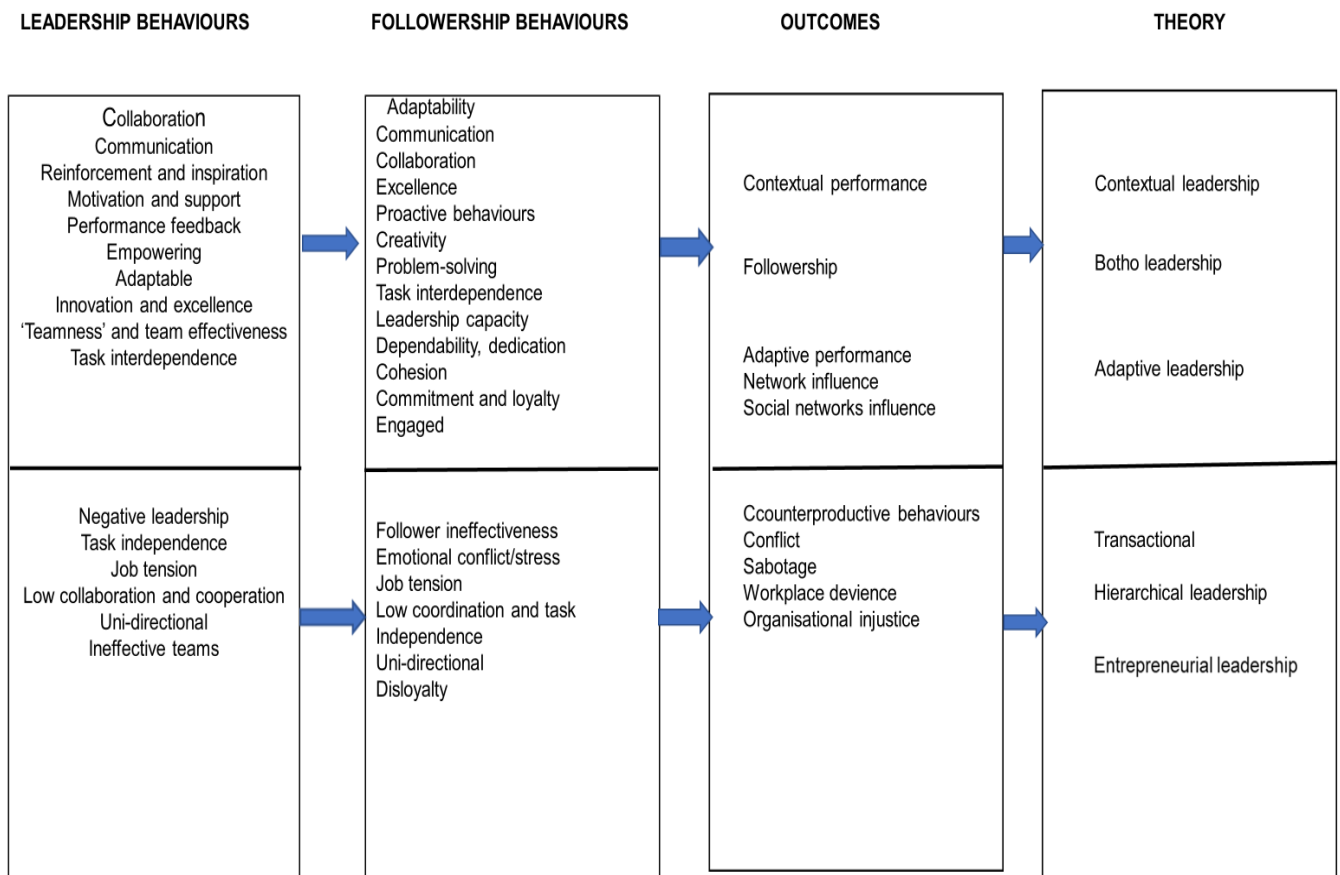 LEADERSHIP BEHAVIOURS
FOLLOWERSHIP BEHAVIOURS
OUTCOMES
THEORY
Collaboration
Communication
Reinforcement and inspiration
Motivation and support
Performance feedback
Empowering
Adaptable
Innovation and excellence
‘Teamness’ and team effectiveness
Task interdependence
Adaptability
Communication
Collaboration
Excellence
Proactive behaviours
Creativity
Problem-solving
Task interdependence
Leadership capacity
Dependability, dedication
Cohesion
Commitment and loyalty
Engaged
Contextual performance
Followership
Adaptive performance
Network influence
Social networks influence
Contextual leadership
Botho leadership
Adaptive leadership
Negative leadership
Task independence
Job tension
Low collaboration and cooperation
Uni-directional
Ineffective teams
Follower ineffectiveness
Emotional conflict/stress
Job tension
Low coordination and task
Independence
Uni-directional
Disloyalty
Ccounterproductive behaviours
Conflict
Sabotage
Workplace devience
Organisational injustice
Transactional
Hierarchical leadership
Entrepreneurial leadership